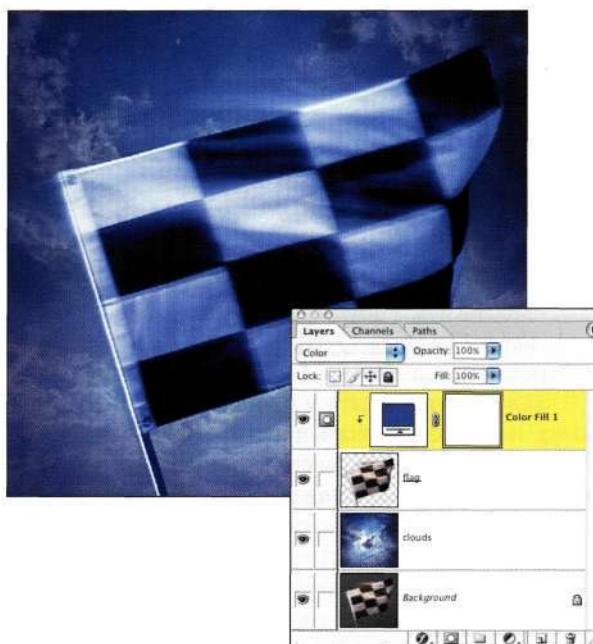 Layers Channels Paths
Color Opacity: 100%
Lock: Fill: 100%
Color Fill 1
flag
clouds
Background